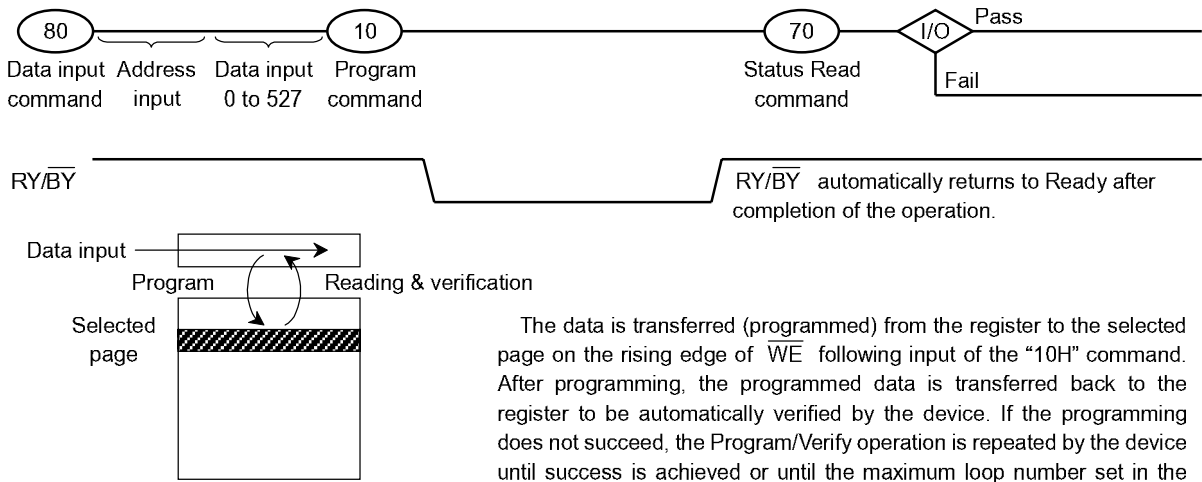 80 10 70 I/O Pass
Data input Address Data input Program Status Read
command input 0 to 527 command command Fail
RY/BY RY/BY automatically returns to Ready after
completion of the operation.
Data input
Program Reading & verification
Selected
page
The data is transferred (programmed) from the register to the selected
page on the rising edge of WE following input of the “10H” command.
After programming, the programmed data is transferred back to the
register to be automatically verified by the device. If the programming
does not succeed, the Program/Verify operation is repeated by the device
until success is achieved or until the maximum loop number set in the